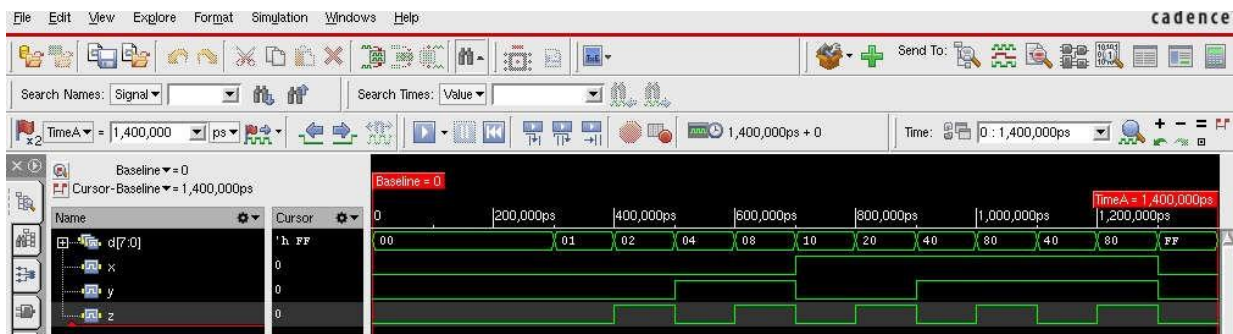 File Edit View Explore Format Simulation Windows Help cadence
Send To:
Search Names: Signal Search Times: Value
x2 TimeA = 1,400,000 ps 1,400,000ps + 0 Time: 0 : 1,400,000ps
Baseline = 0
Cursor-Baseline = 1,400,000ps
Baseline = 0
TimeA = 1,400,000ps
Name Cursor 0 200,000ps 400,000ps 600,000ps 800,000ps 1,000,000ps 1,200,000ps
d[7:0] 'h FF 00 01 02 04 08 10 20 40 80 40 80 FF
x 0
y 0
z 0